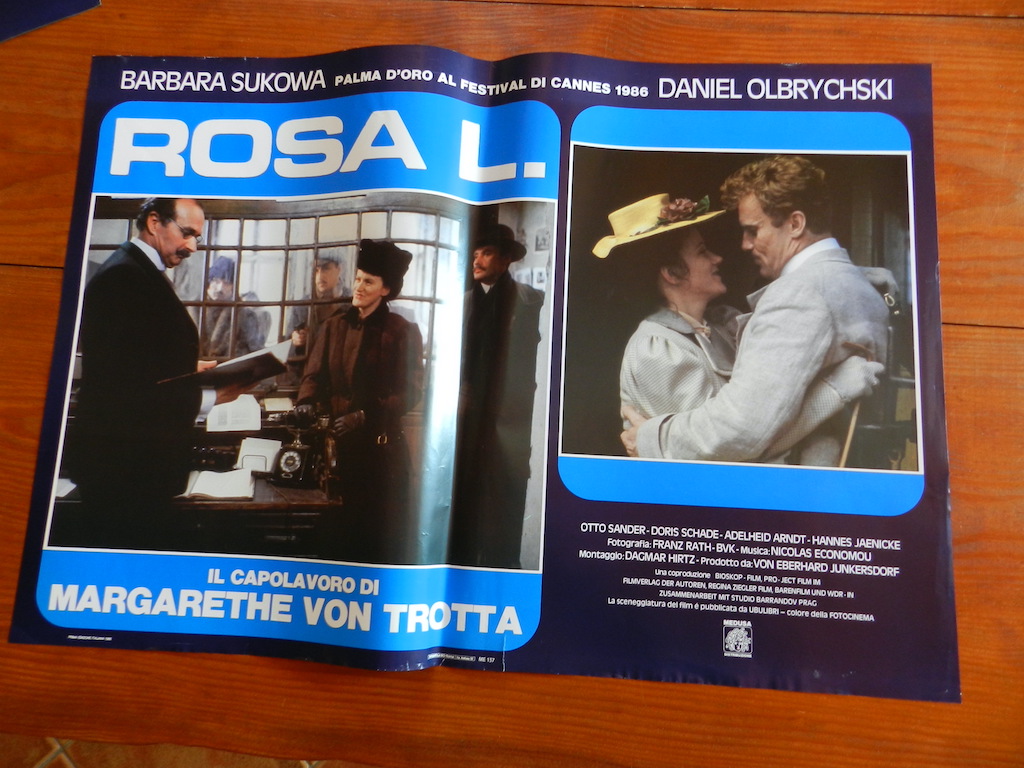 BARBARA SUKOWA PALMA D'ORO AL FESTIVAL DI CANNES 1986 DANIEL OLBRYCHSKI
ROSA L.
IL CAPOLAVORO DI
MARGARETHE VON TROTTA
OTTO SANDER - DORIS SCHADE - ADELHEID ARNDT - HANNES JAENICKE
Fotografia: FRANZ RATH - BVK - Musica: NICOLAS ECONOMOU
Montaggio: DAGMAR HIRTZ - Prodotto da: VON EBERHARD JUNKERSDORF
Una coproduzione BIOSKOP - FILM, PRO - JECT FILM IM
FILMVERLAG DER AUTOREN, REGINA ZIEGLER FILM, BARENFILM UND WDR - IN
ZUSAMMENARBEIT MIT STUDIO BARRANDOV PRAG
La sceneggiatura del film é pubblicata da UBULIBRI - colore della FOTOCINEMA
MEDUSA
ME 137